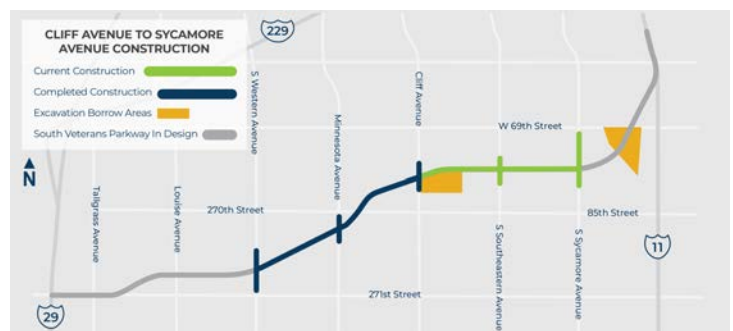 CLIFF AVENUE TO SYCAMORE
AVENUE CONSTRUCTION
Current Construction
Completed Construction
Excavation Borrow Areas
South Veterans Parkway In Design
N
229
S Western Avenue
Minnesota Avenue
Cliff Avenue
W 69th Street
Tallgrass Avenue
Louise Avenue
270th Street
85th Street
S Southeastern Avenue
S Sycamore Avenue
11
271st Street
29